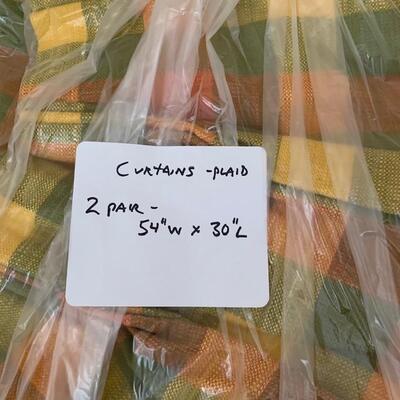 CURTAINS -PLAID
2 PAIR -
54"W x 30"L